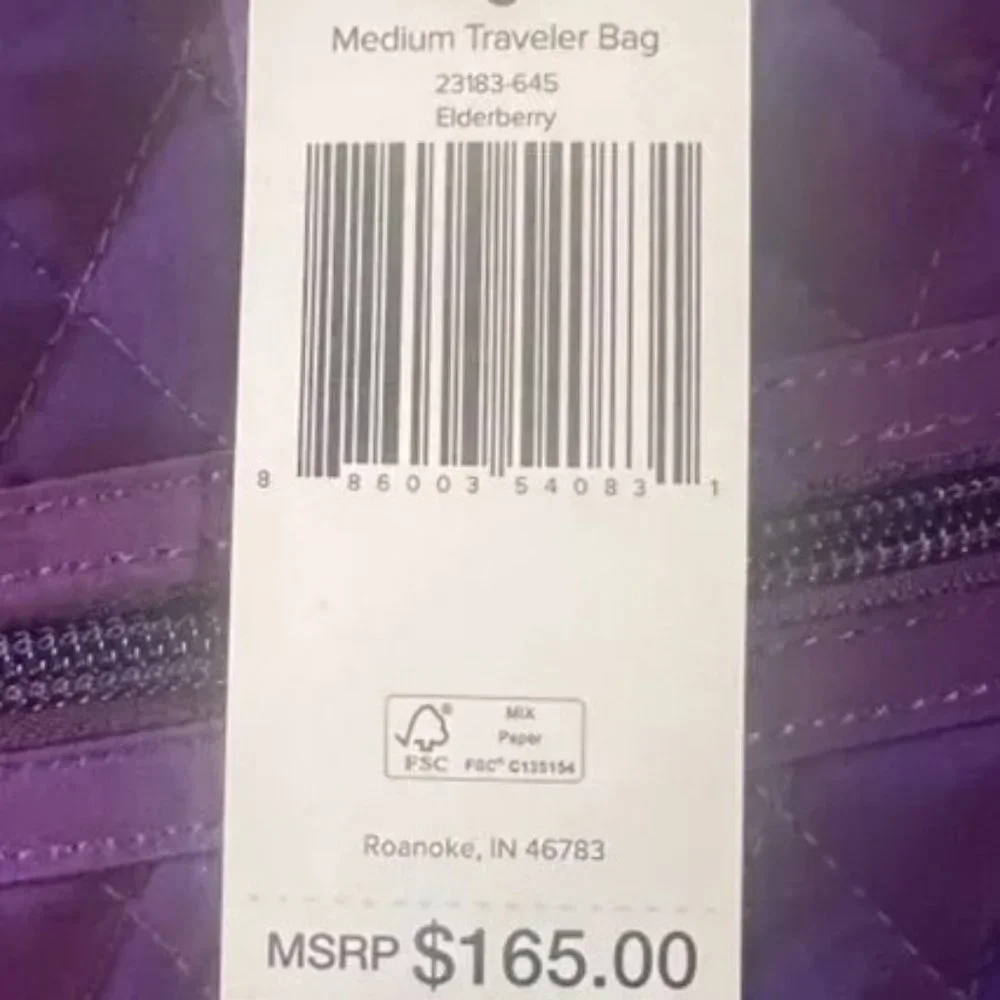 Medium Traveler Bag
23183-645
Elderberry
8 86003 54083 1
MIX
Paper
FSC® FSC® C135154
Roanoke, IN 46783
MSRP $165.00